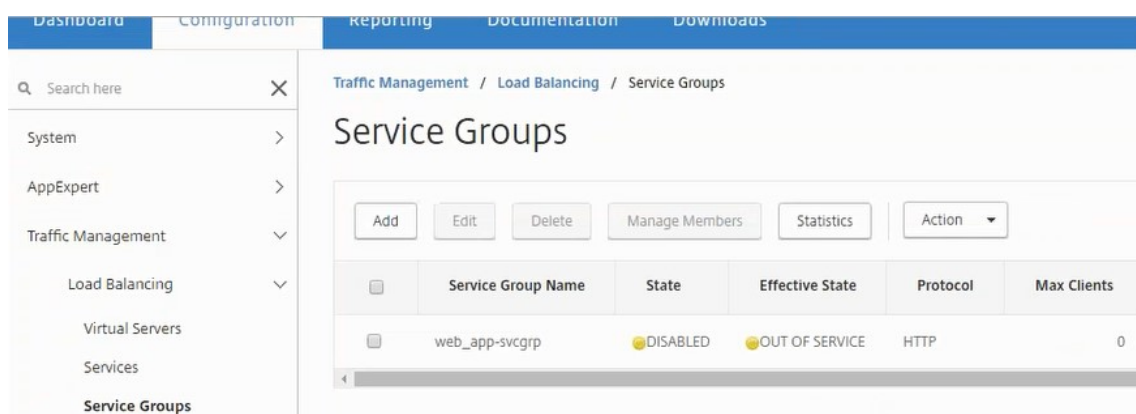 Dashboard Configuration Reporting Documentation Downloads
Search here
Traffic Management / Load Balancing / Service Groups
System
Service Groups
AppExpert
Add Edit Delete Manage Members Statistics Action
Traffic Management
Load Balancing
Service Group Name State Effective State Protocol Max Clients
Virtual Servers
web_app-svcgrp DISABLED OUT OF SERVICE HTTP 0
Services
Service Groups